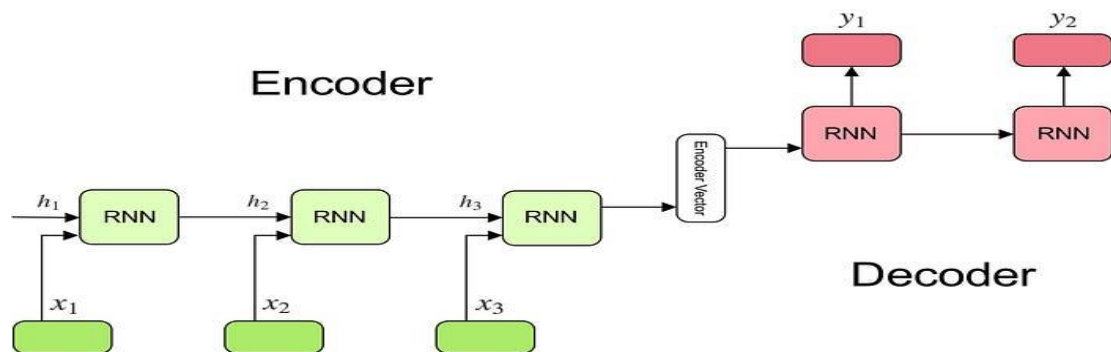 y₁
y₂
Encoder
RNN
RNN
Encoder Vector
h₁
RNN
h₂
RNN
h₃
RNN
Decoder
x₁
x₂
x₃